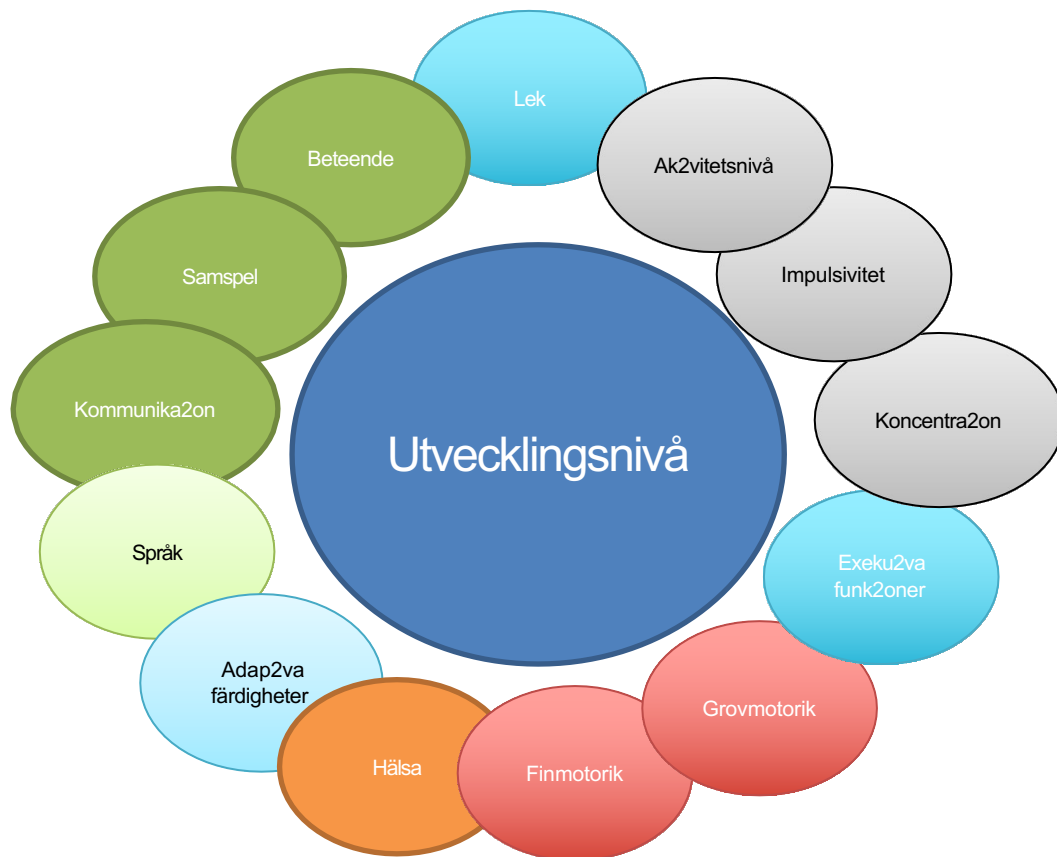 Lek
Beteende
Ak2vitetsnivå
Samspel
Impulsivitet
Kommunika2on
Koncentra2on
Utvecklingsnivå
Språk
Exeku2va
funk2oner
Adap2va
färdigheter
Grovmotorik
Hälsa
Finmotorik